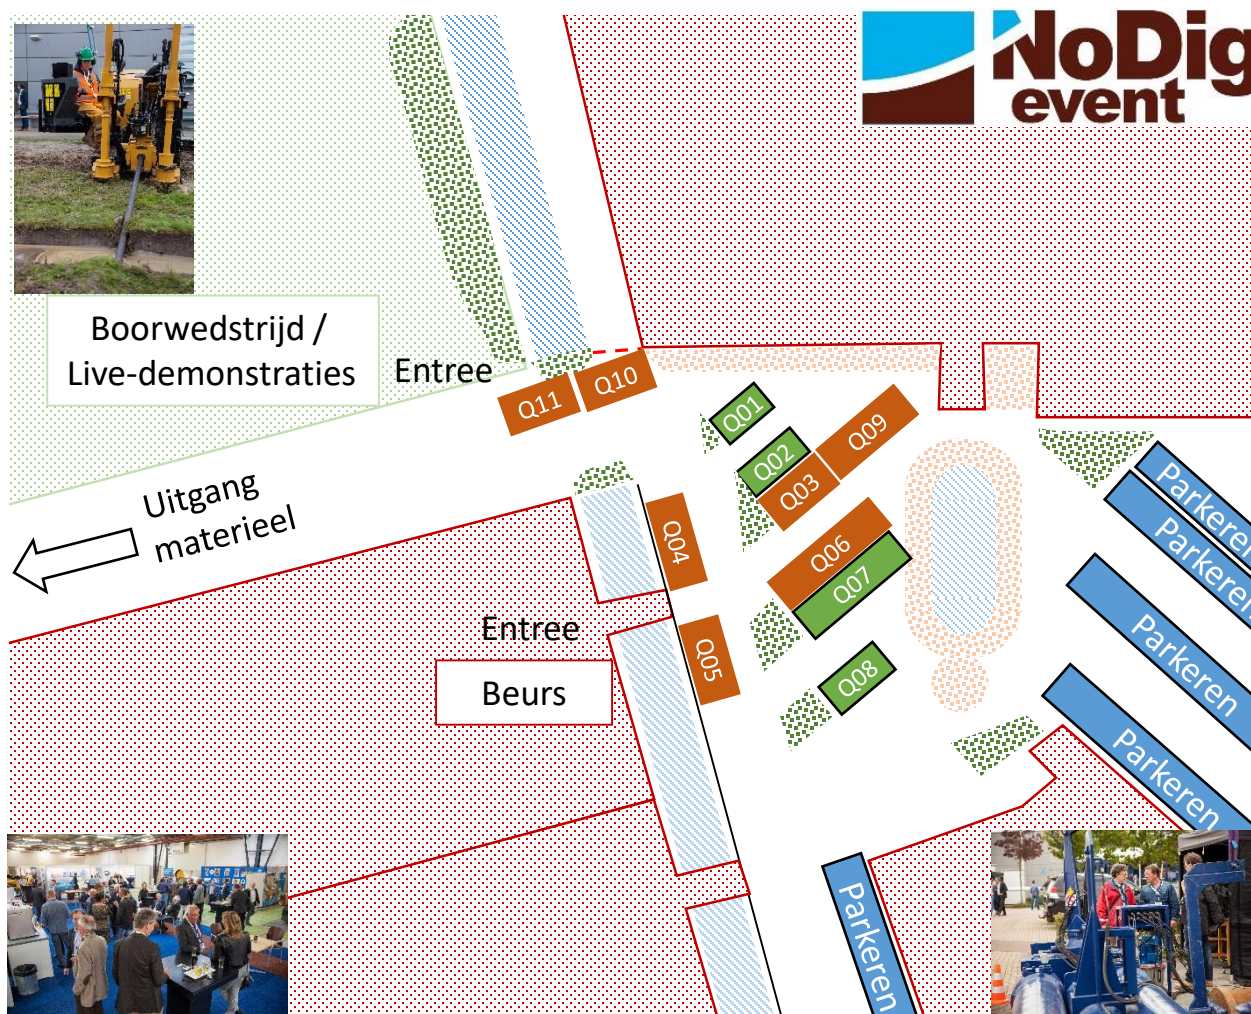 NoDig
event
Boorwedstrijd /
Live-demonstraties
Entree
Q11
Q10
Q01
Q02
Q09
Q03
Uitgang
materieel
Q04
Q06
Q07
Parkeren
Parkeren
Parkeren
Parkeren
Entree
Q05
Beurs
Q08
Parkeren